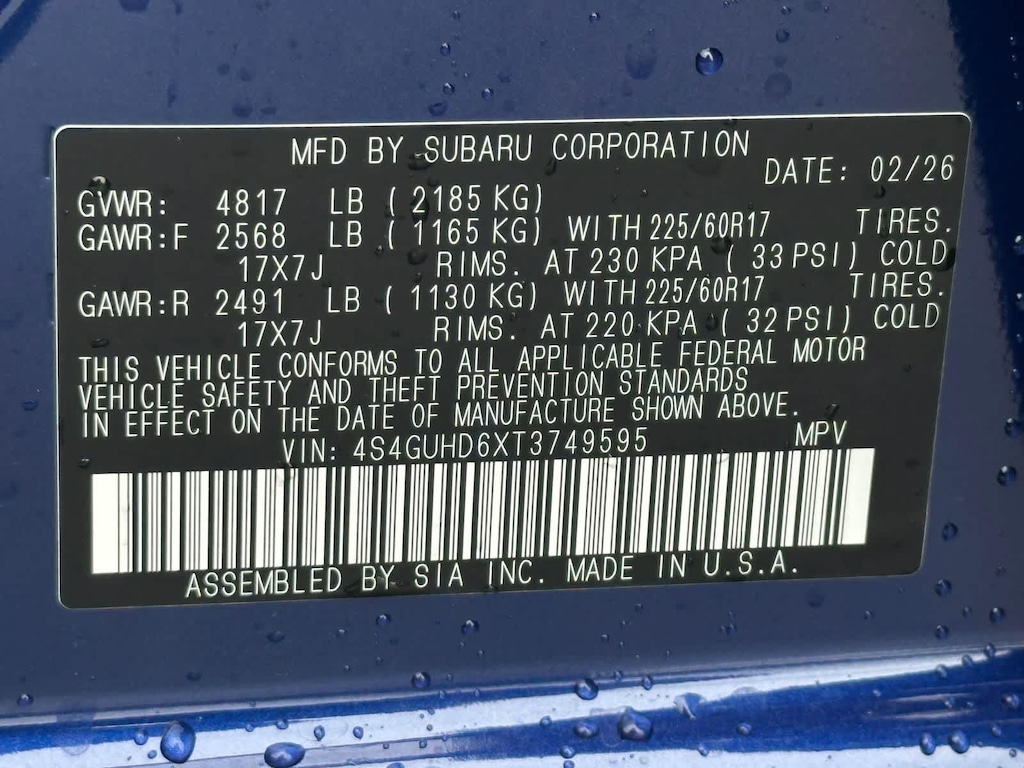 MFD BY SUBARU CORPORATION
DATE: 02/26
GVWR: 4817 LB ( 2185 KG)
GAWR:F 2568 LB ( 1165 KG) WITH 225/60R17 TIRES.
17X7J RIMS. AT 230 KPA ( 33 PSI) COLD
GAWR:R 2491 LB ( 1130 KG) WITH 225/60R17 TIRES.
17X7J RIMS. AT 220 KPA ( 32 PSI) COLD
THIS VEHICLE CONFORMS TO ALL APPLICABLE FEDERAL MOTOR
VEHICLE SAFETY AND THEFT PREVENTION STANDARDS
IN EFFECT ON THE DATE OF MANUFACTURE SHOWN ABOVE.
VIN: 4S4GUHD6XT3749595 MPV
ASSEMBLED BY SIA INC. MADE IN U.S.A.